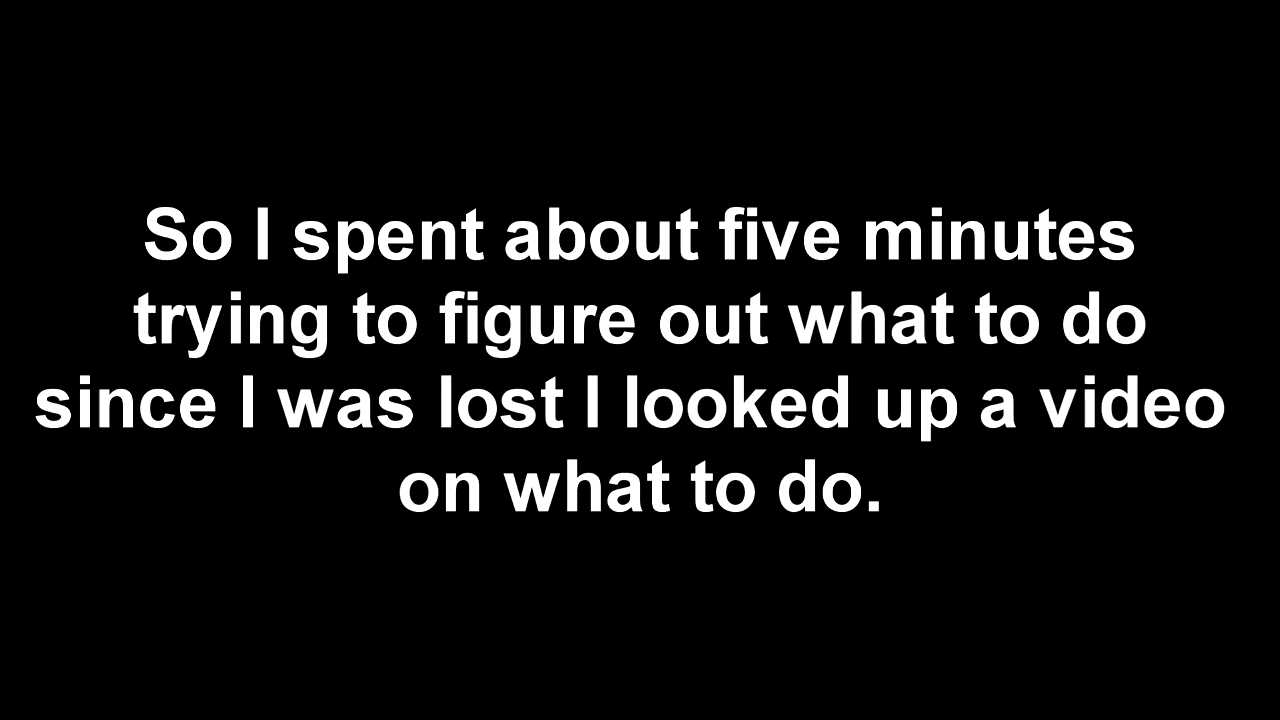 So I spent about five minutes
trying to figure out what to do
since I was lost I looked up a video
on what to do.